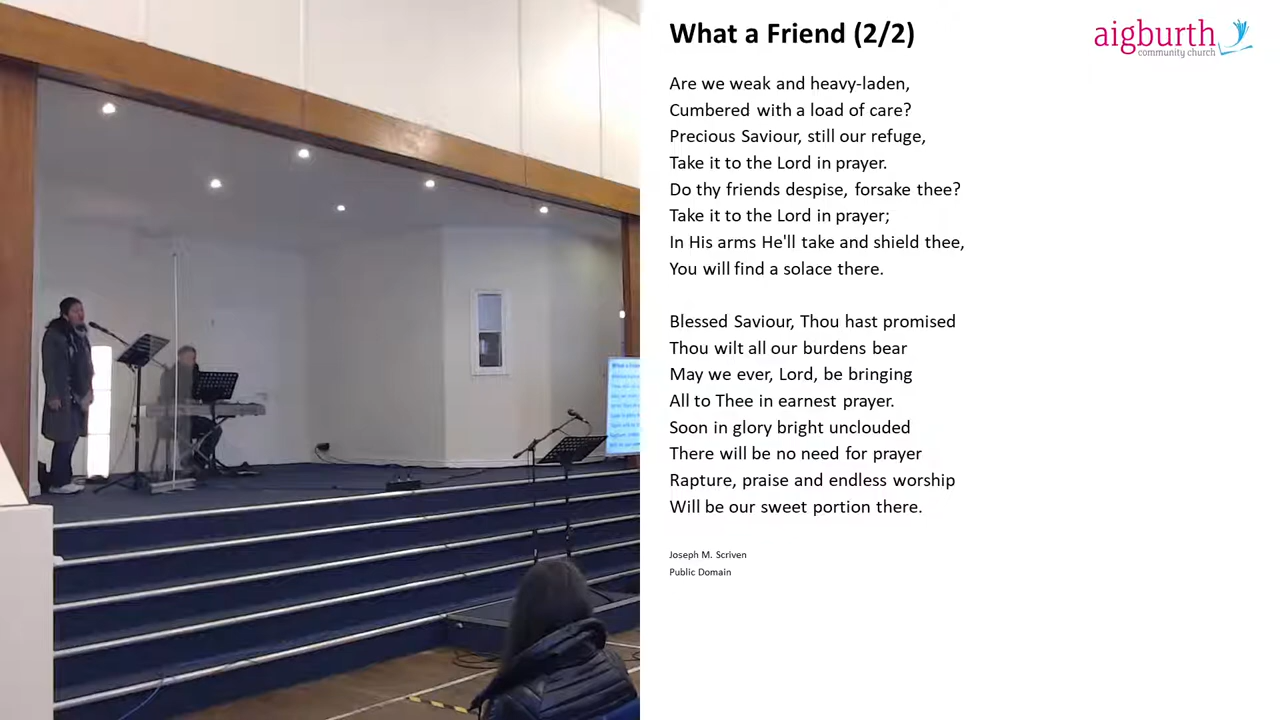 What a Friend (2/2)
aigburth
community church
Are we weak and heavy-laden,
Cumbered with a load of care?
Precious Saviour, still our refuge,
Take it to the Lord in prayer.
Do thy friends despise, forsake thee?
Take it to the Lord in prayer;
In His arms He'll take and shield thee,
You will find a solace there.
Blessed Saviour, Thou hast promised
Thou wilt all our burdens bear
May we ever, Lord, be bringing
All to Thee in earnest prayer.
Soon in glory bright unclouded
There will be no need for prayer
Rapture, praise and endless worship
Will be our sweet portion there.
Joseph M. Scriven
Public Domain